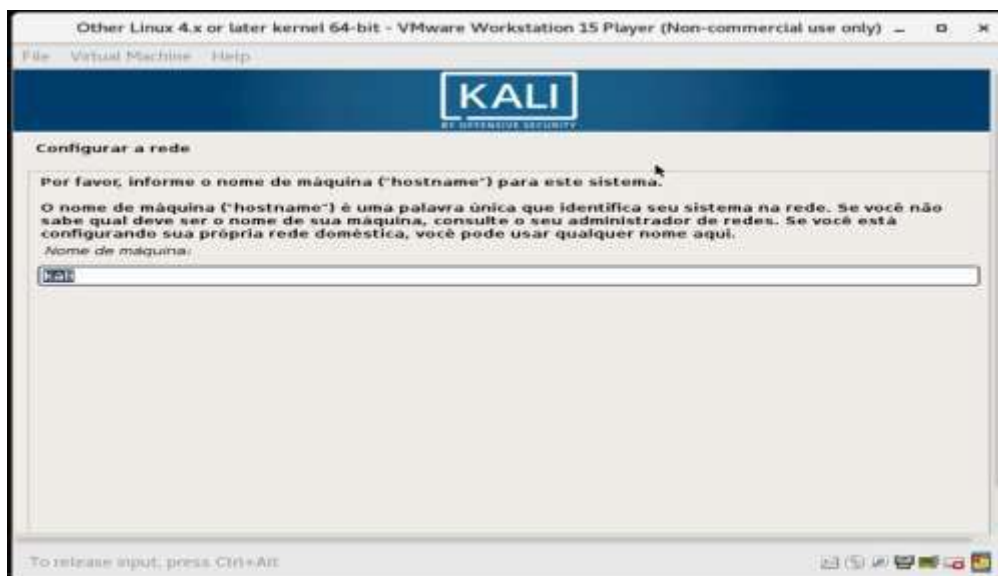 Other Linux 4.x or later kernel 64-bit - VMware Workstation 15 Player (Non-commercial use only)
File Virtual Machine Help
KALI
BY OFFENSIVE SECURITY
Configurar a rede
Por favor, informe o nome de máquina ("hostname") para este sistema.
O nome de máquina ("hostname") é uma palavra única que identifica seu sistema na rede. Se você não
sabe qual deve ser o nome de sua máquina, consulte o seu administrador de redes. Se você está
configurando sua própria rede doméstica, você pode usar qualquer nome aqui.
Nome de máquina:
kali
To release input, press Ctrl+Alt